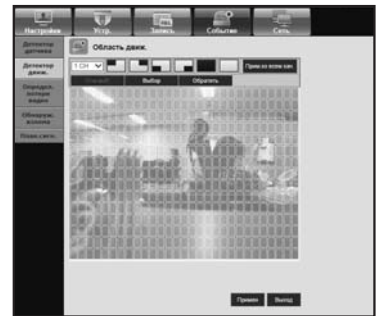 Настройки Устр. Запись Событие Сеть
Детектор датчика
Детектор движ.
Определ. потери видео
Обнаруж. взлома
Область движ.
1 CH Прим.ко всем кан.
Выбор Обратить
Примен Выход